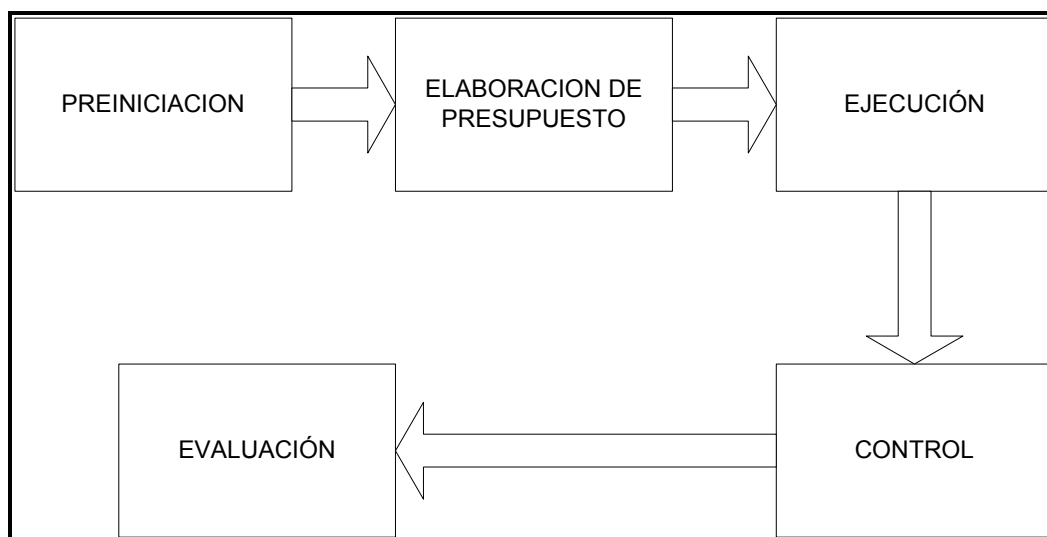 PREINICIACION
ELABORACION DE
PRESUPUESTO
EJECUCIÓN
CONTROL
EVALUACIÓN